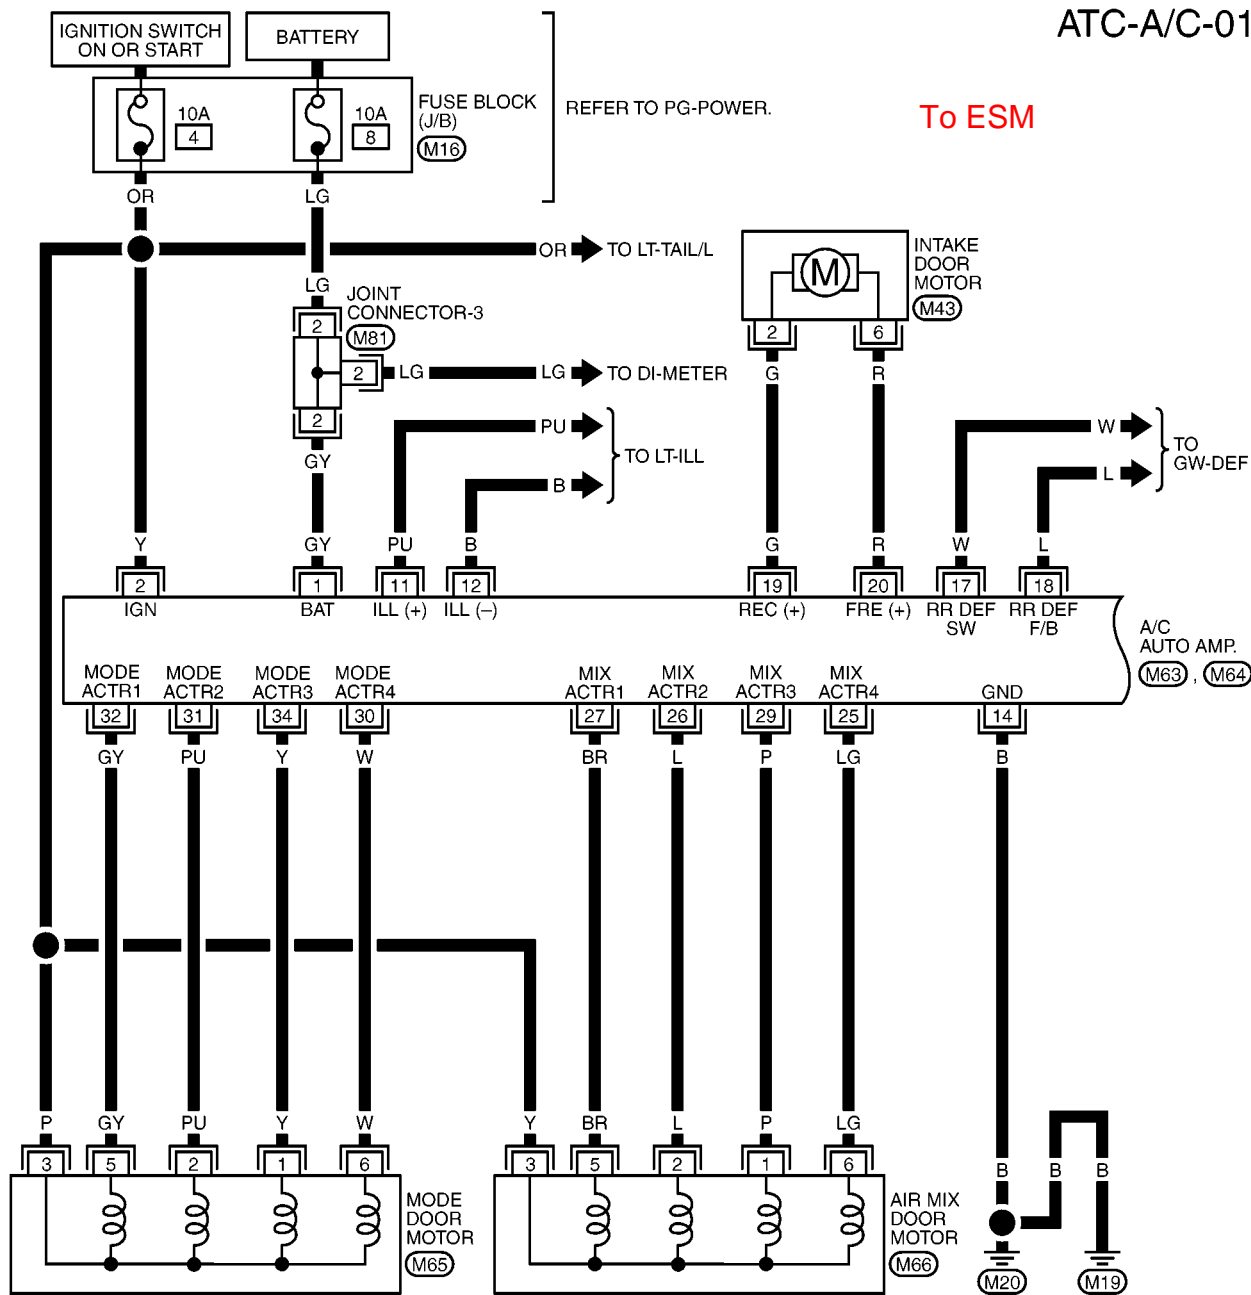 ATC-A/C-01
IGNITION SWITCH
ON OR START
BATTERY
10A
4
10A
8
FUSE BLOCK
(J/B)
M16
REFER TO PG-POWER.
To ESM
OR
LG
OR
TO LT-TAIL/L
INTAKE
DOOR
MOTOR
M43
M
LG
JOINT
CONNECTOR-3
M81
2
2
6
2
LG
LG
TO DI-METER
G
R
2
PU
W
TO LT-ILL
TO
GW-DEF
GY
B
L
Y
GY
PU
B
G
R
W
L
2
1
11
12
19
20
17
18
IGN
BAT
ILL (+)
ILL (–)
REC (+)
FRE (+)
RR DEF
SW
RR DEF
F/B
A/C
AUTO AMP.
M63 , M64
MODE
ACTR1
MODE
ACTR2
MODE
ACTR3
MODE
ACTR4
MIX
ACTR1
MIX
ACTR2
MIX
ACTR3
MIX
ACTR4
GND
32
31
34
30
27
26
29
25
14
GY
PU
Y
W
BR
L
P
LG
B
P
GY
PU
Y
W
Y
BR
L
P
LG
3
5
2
1
6
3
5
2
1
6
B
B
B
MODE
DOOR
MOTOR
M65
AIR MIX
DOOR
MOTOR
M66
M20
M19